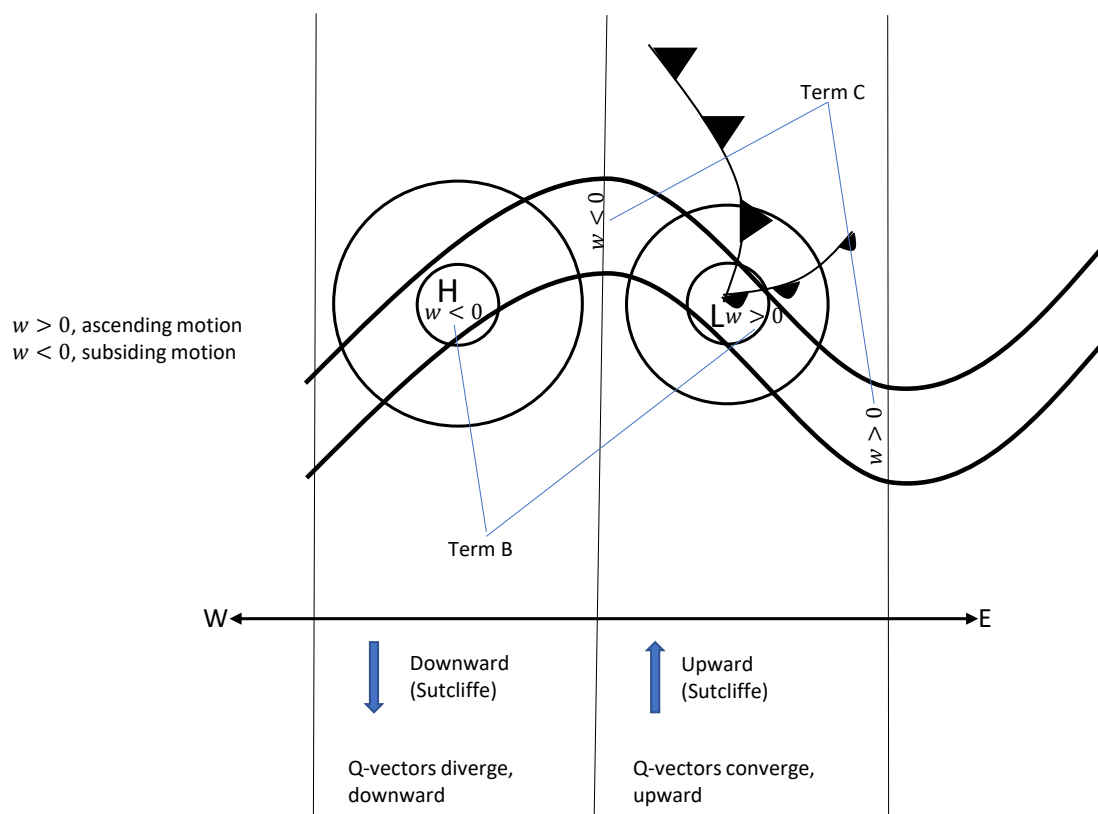 Term C
w < 0
H
w < 0
L w > 0
w > 0, ascending motion
w < 0, subsiding motion
w > 0
Term B
W
E
Downward
(Sutcliffe)
Upward
(Sutcliffe)
Q-vectors diverge,
downward
Q-vectors converge,
upward